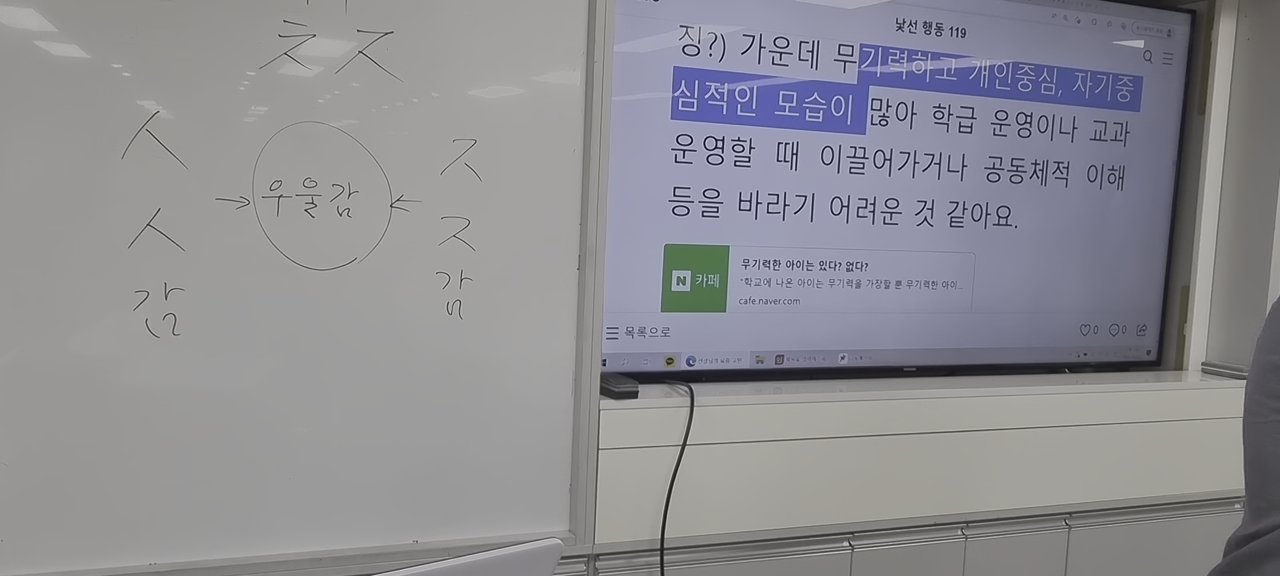 ㅊ ㅈ
ㅅ
ㅅ
감
→ 우울감 ←
ㅈ
ㅈ
감
낯선 행동 119
징?) 가운데 무기력하고 개인중심, 자기중
심적인 모습이 많아 학급 운영이나 교과
운영할 때 이끌어가거나 공동체적 이해
등을 바라기 어려운 것 같아요.
N 카페
무기력한 아이는 있다? 없다?
"학교에 나온 아이는 무기력을 가장할 뿐 무기력한 아이...
cafe.naver.com
목록으로
0 0